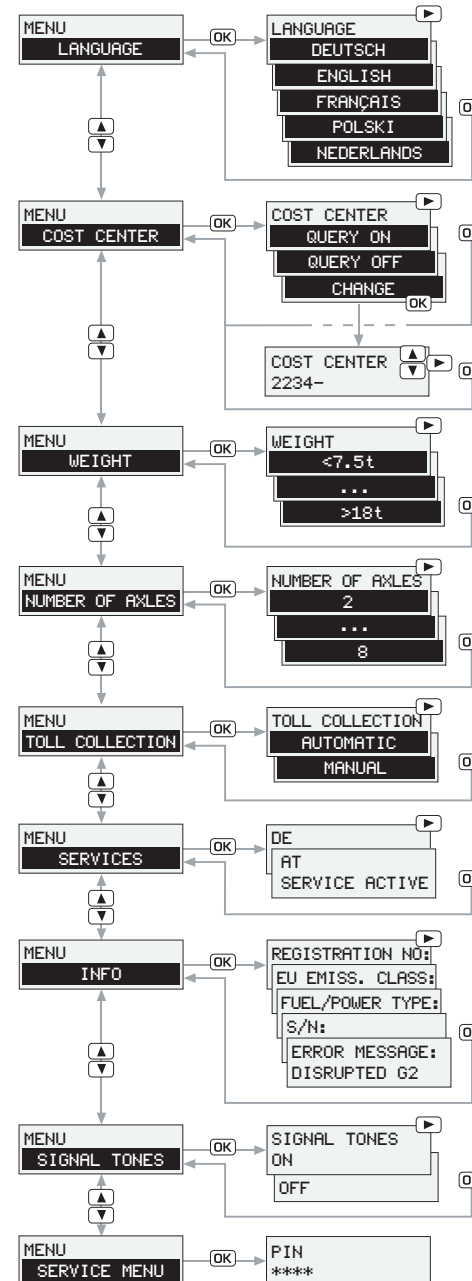 MENU
LANGUAGE
OK
LANGUAGE
DEUTSCH
ENGLISH
FRANÇAIS
POLSKI
NEDERLANDS
MENU
COST CENTER
OK
COST CENTER
QUERY ON
QUERY OFF
CHANGE
OK
COST CENTER
2234-
MENU
WEIGHT
OK
WEIGHT
<7.5t
...
>18t
MENU
NUMBER OF AXLES
OK
NUMBER OF AXLES
2
...
8
MENU
TOLL COLLECTION
OK
TOLL COLLECTION
AUTOMATIC
MANUAL
MENU
SERVICES
OK
DE
AT
SERVICE ACTIVE
MENU
INFO
OK
REGISTRATION NO:
EU EMISS. CLASS:
FUEL/POWER TYPE:
S/N:
ERROR MESSAGE:
DISRUPTED G2
MENU
SIGNAL TONES
OK
SIGNAL TONES
ON
OFF
MENU
SERVICE MENU
OK
PIN
****